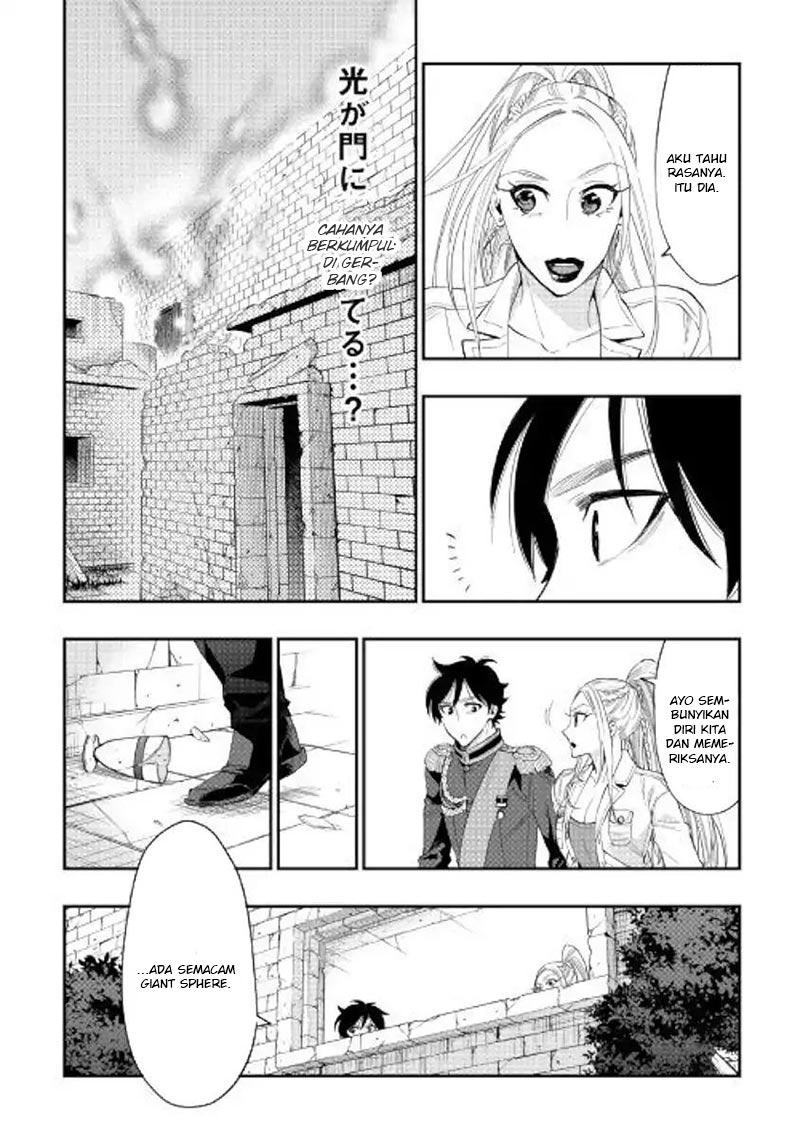 AKU TAHU
RASANYA.
ITU DIA.
光が門に
CAHANYA
BERKUMPUL
DI GER-
BANG?
てる…?
AYO SEM-
BUNYIKAN
DIRI KITA
DAN MEME-
RIKSANYA.
...ADA SEMACAM
GIANT SPHERE.